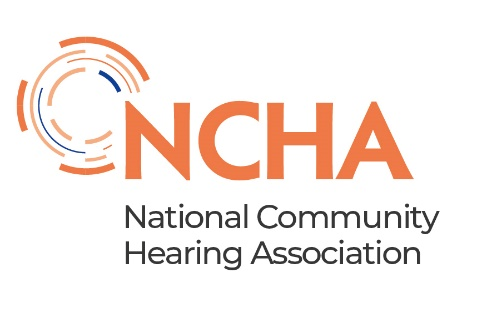 NCHA
National Community
Hearing Association